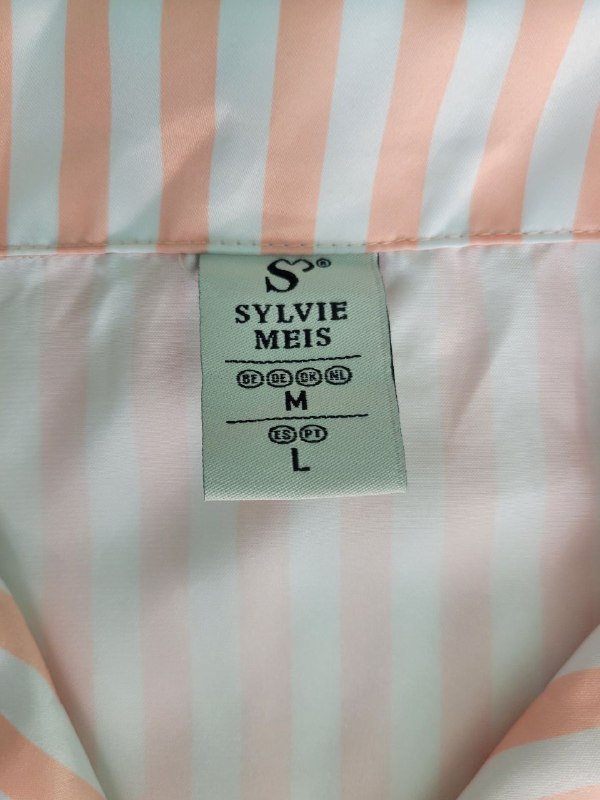 S®
SYLVIE
MEIS
BE DE DK NL
M
ES PT
L